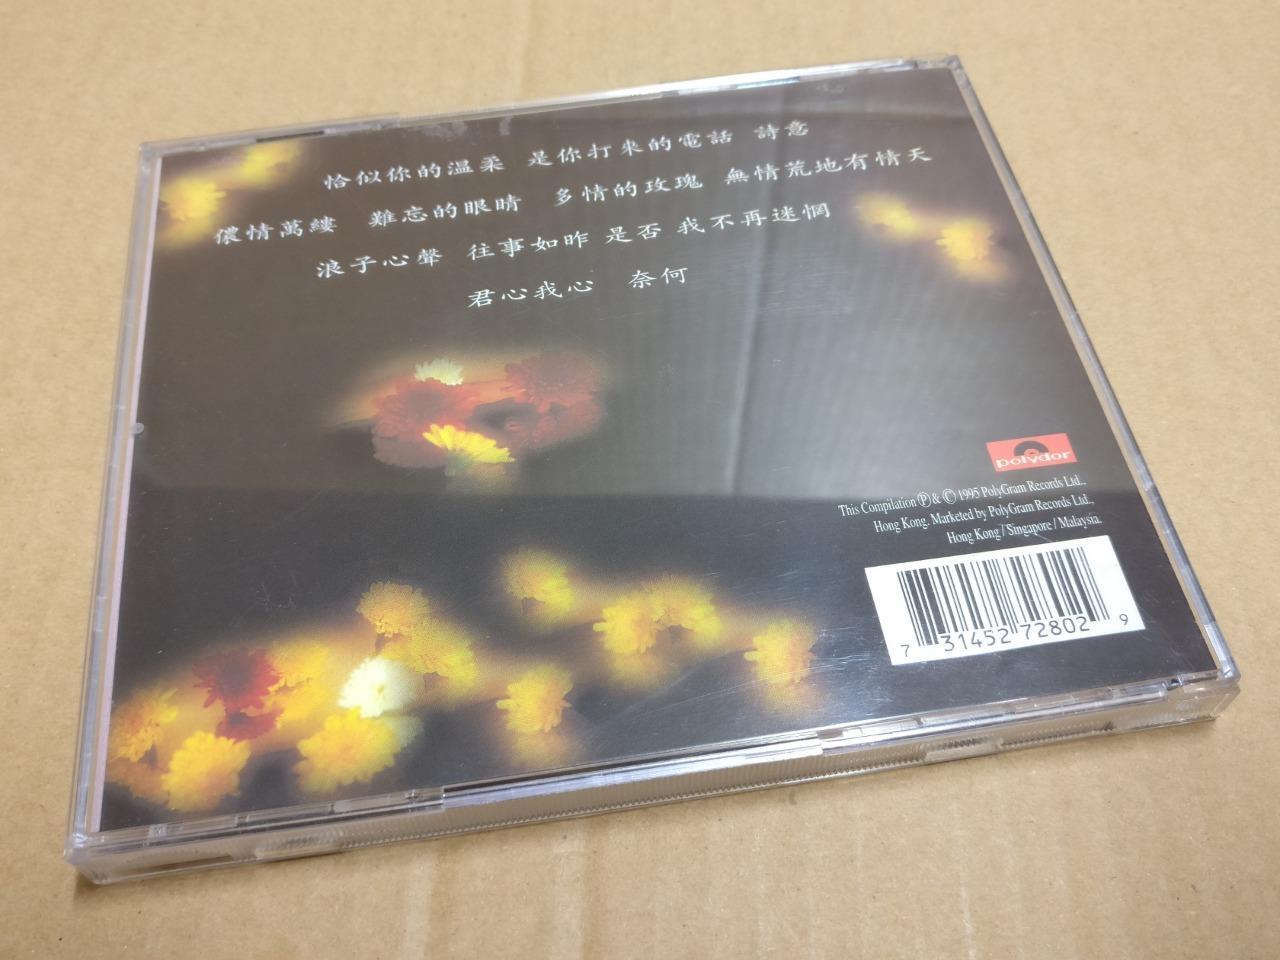 恰似你的溫柔 是你打來的電話 詩意
儂情萬縷 難忘的眼睛 多情的玫瑰 無情荒地有情天
浪子心聲 往事如昨 是否 我不再迷惘
君心我心 奈何
polydor
This Compilation Ⓟ & © 1995 PolyGram Records Ltd.,
Hong Kong. Marketed by PolyGram Records Ltd.,
Hong Kong / Singapore / Malaysia.
7 31452 72802 9